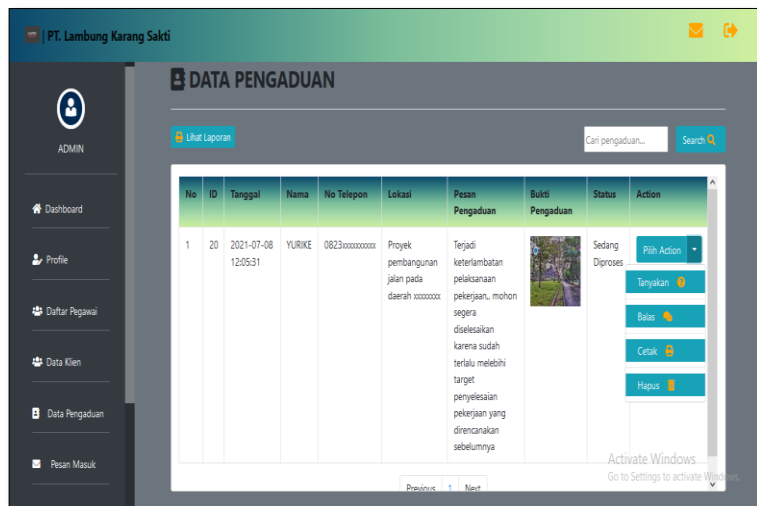 | PT. Lambung Karang Sakti
DATA PENGADUAN
ADMIN
Lihat Laporan
Cari pengaduan...
Search
Dashboard
Profile
Daftar Pegawai
Data Klien
Data Pengaduan
Pesan Masuk
No ID Tanggal Nama No Telepon Lokasi Pesan Pengaduan Bukti Pengaduan Status Action
1 20 2021-07-08 12:05:31 YURIKE 0823xxxxxxxxxx
Proyek
pembangunan
jalan pada
daerah xxxxxxxx
Terjadi
keterlambatan
pelaksanaan
pekerjaan,, mohon
segera
diselesaikan
karena sudah
terlalu melebihi
target
penyelesaian
pekerjaan yang
direncanakan
sebelumnya
Sedang
Diproses
Pilih Action
Tanyakan
Balas
Cetak
Hapus
Previous 1 Next
Activate Windows
Go to Settings to activate Windows.